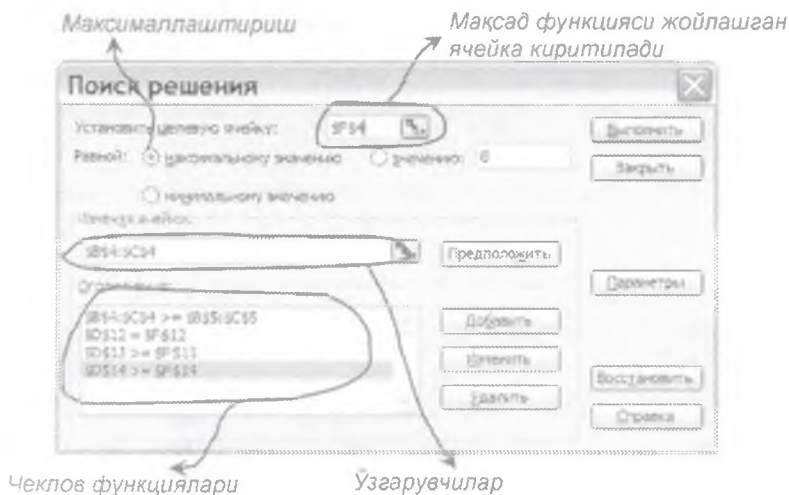 Максималлаштириш
Мақсад функцияси жойлашган
ячейка киритилади
Поиск решения
Установить целевую ячейку: $F$4
Выполнить
Равной: максимальному значению значению: 0
Закрыть
минимальному значению
Изменяя ячейки:
$B$4:$C$4
Предположить
Ограничения:
Параметры
$B$4:$C$4 >= $B$5:$C$5
Добавить
$D$12 = $F$12
$D$13 >= $F$13
Изменить
$D$14 >= $F$14
Восстановить
Удалить
Справка
Чеклов функциялари
Ўзгарувчилар